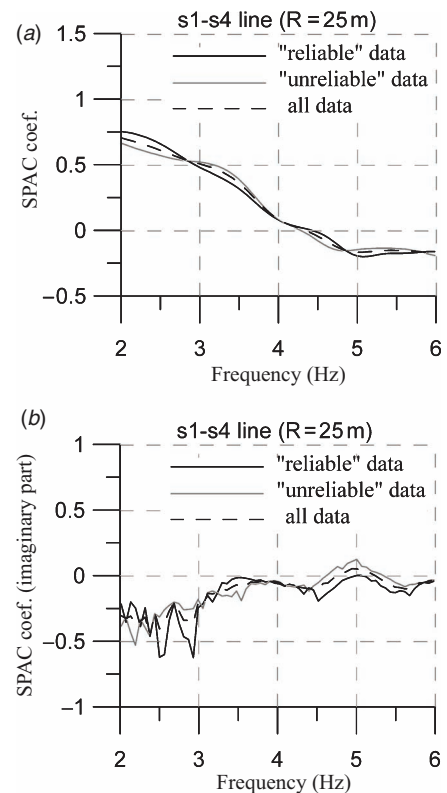 (a)
s1-s4 line (R = 25 m)
"reliable" data
"unreliable" data
all data
SPAC coef.
1.5
1
0.5
0
−0.5
2 3 4 5 6
Frequency (Hz)
(b)
s1-s4 line (R = 25 m)
"reliable" data
"unreliable" data
all data
SPAC coef. (imaginary part)
1
0.5
0
−0.5
−1
2 3 4 5 6
Frequency (Hz)